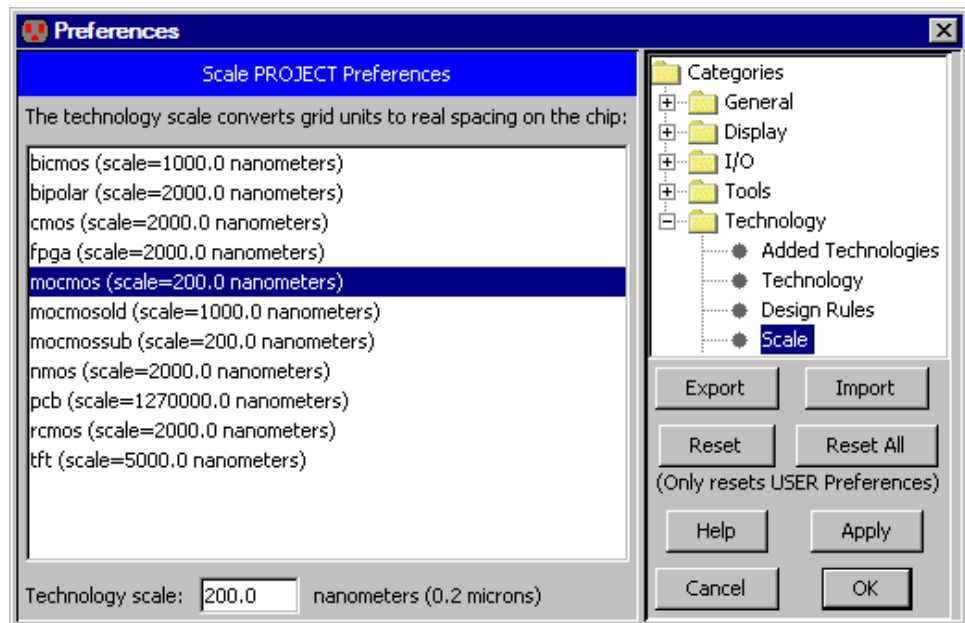 Preferences
Scale PROJECT Preferences
The technology scale converts grid units to real spacing on the chip:
bicmos (scale=1000.0 nanometers)
bipolar (scale=2000.0 nanometers)
cmos (scale=2000.0 nanometers)
fpga (scale=2000.0 nanometers)
mocmos (scale=200.0 nanometers)
mocmosold (scale=1000.0 nanometers)
mocmossub (scale=200.0 nanometers)
nmos (scale=2000.0 nanometers)
pcb (scale=1270000.0 nanometers)
rcmos (scale=2000.0 nanometers)
tft (scale=5000.0 nanometers)
Technology scale: 200.0 nanometers (0.2 microns)
Categories
General
Display
I/O
Tools
Technology
Added Technologies
Technology
Design Rules
Scale
Export Import
Reset Reset All
(Only resets USER Preferences)
Help Apply
Cancel OK